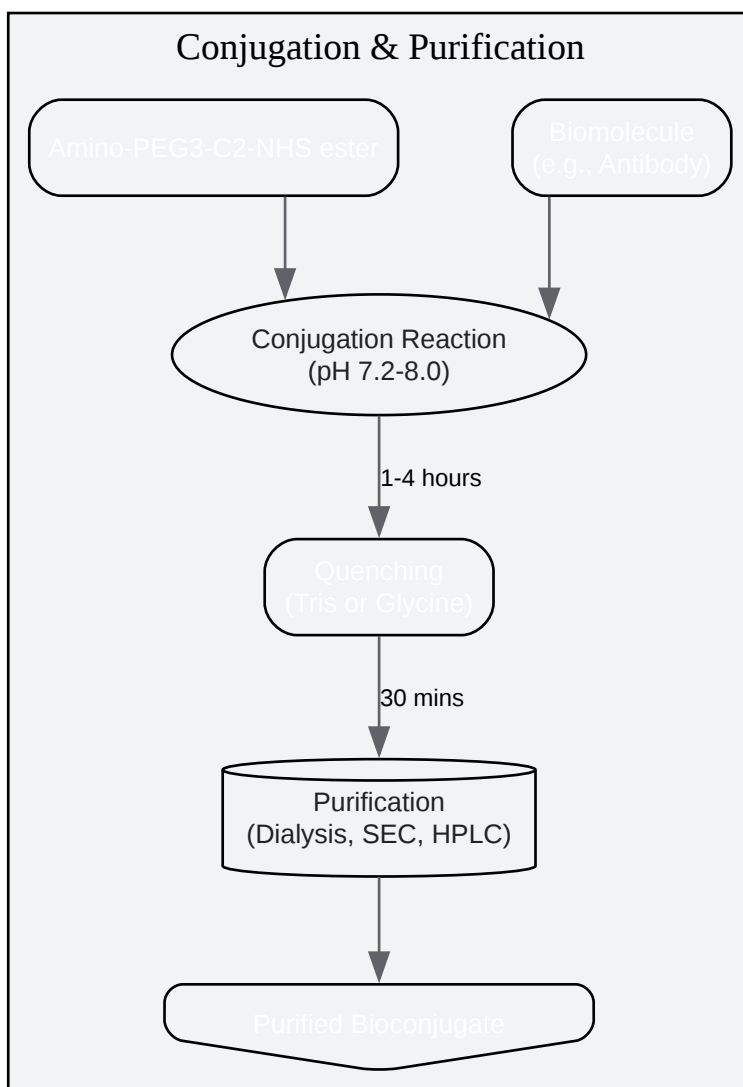 Conjugation & Purification
Amino-PEG3-C2-NHS ester
Biomolecule
(e.g., Antibody)
Conjugation Reaction
(pH 7.2-8.0)
1-4 hours
Quenching
(Tris or Glycine)
30 mins
Purification
(Dialysis, SEC, HPLC)
Purified Bioconjugate